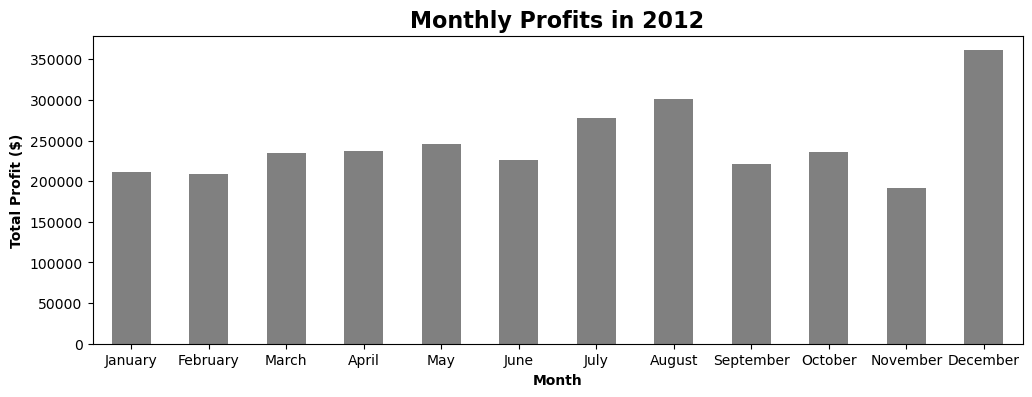 Monthly Profits in 2012
Total Profit ($)
350000
300000
250000
200000
150000
100000
50000
0
January February March April May June July August September October November December
Month